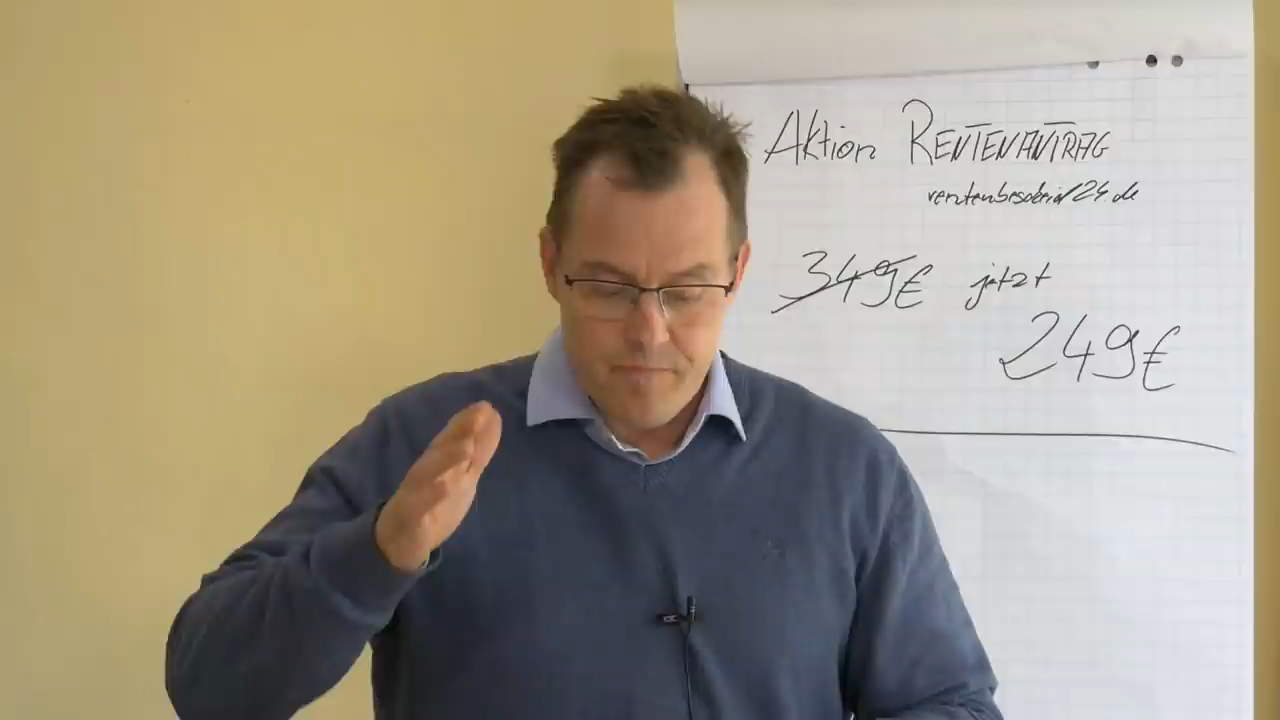 Aktion RENTENANTRAG
rentenbescheid24.de
349€ jetzt
249€